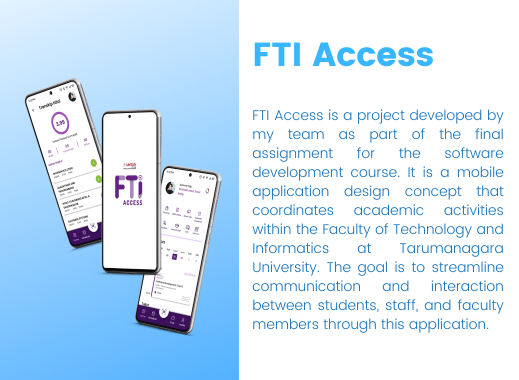 FTI Access
FTI Access is a project developed by
my team as part of the final
assignment for the software
development course. It is a mobile
application design concept that
coordinates academic activities
within the Faculty of Technology and
Informatics at Tarumanagara
University. The goal is to streamline
communication and interaction
between students, staff, and faculty
members through this application.
3.95
FTI
ACCESS